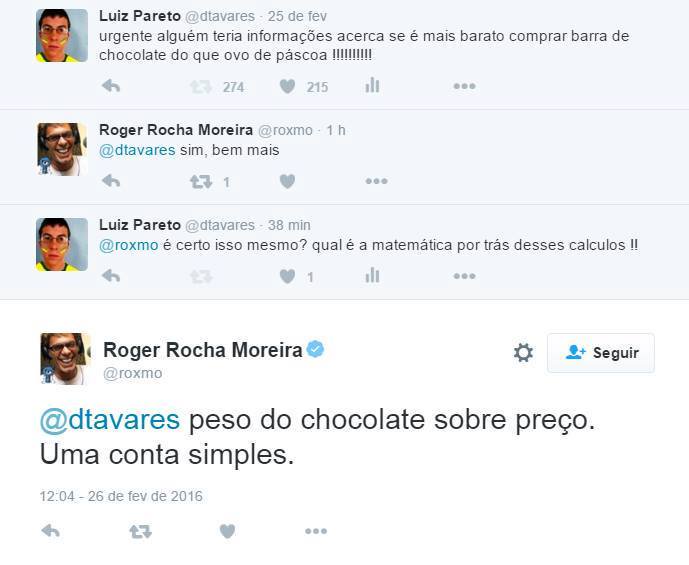 Luiz Pareto @dtavares · 25 de fev
urgente alguém teria informações acerca se é mais barato comprar barra de
chocolate do que ovo de páscoa !!!!!!!!!!
274 215
Roger Rocha Moreira @roxmo · 1 h
@dtavares sim, bem mais
1
Luiz Pareto @dtavares · 38 min
@roxmo é certo isso mesmo? qual é a matemática por trás desses calculos !!
1
Roger Rocha Moreira
@roxmo
Seguir
@dtavares peso do chocolate sobre preço.
Uma conta simples.
12:04 - 26 de fev de 2016